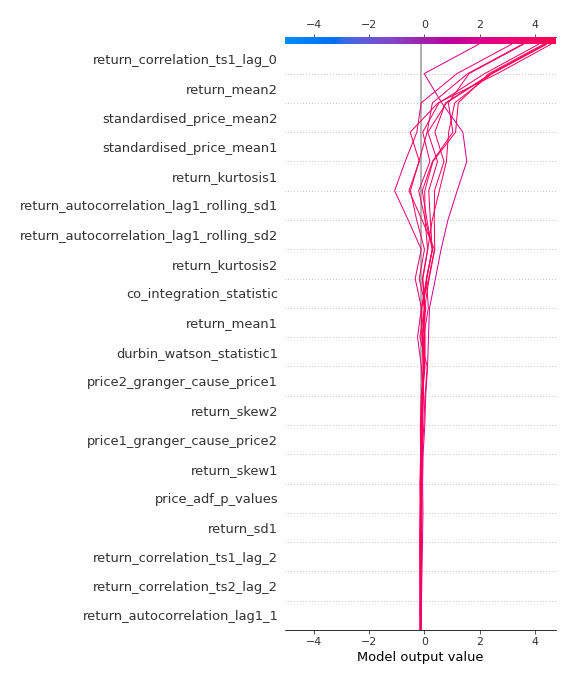 −4 −2 0 2 4
return_correlation_ts1_lag_0
return_mean2
standardised_price_mean2
standardised_price_mean1
return_kurtosis1
return_autocorrelation_lag1_rolling_sd1
return_autocorrelation_lag1_rolling_sd2
return_kurtosis2
co_integration_statistic
return_mean1
durbin_watson_statistic1
price2_granger_cause_price1
return_skew2
price1_granger_cause_price2
return_skew1
price_adf_p_values
return_sd1
return_correlation_ts1_lag_2
return_correlation_ts2_lag_2
return_autocorrelation_lag1_1
−4 −2 0 2 4
Model output value